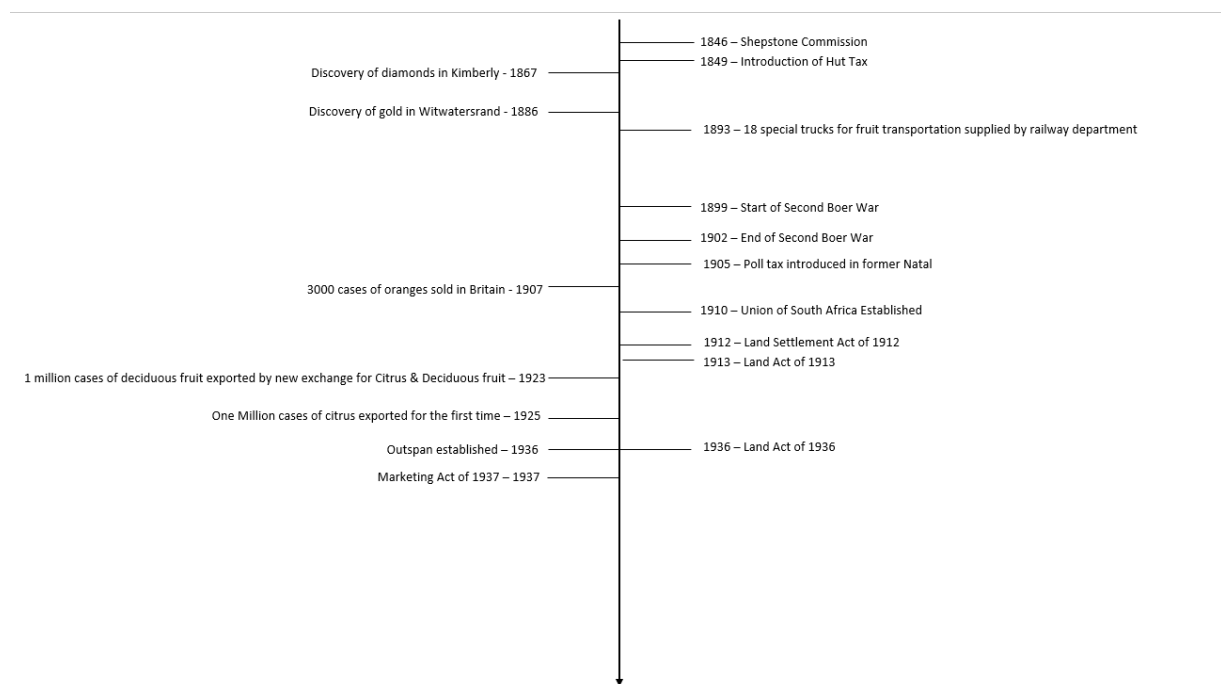 1846 – Shepstone Commission
1849 – Introduction of Hut Tax
Discovery of diamonds in Kimberly - 1867
Discovery of gold in Witwatersrand - 1886
1893 – 18 special trucks for fruit transportation supplied by railway department
1899 – Start of Second Boer War
1902 – End of Second Boer War
1905 – Poll tax introduced in former Natal
3000 cases of oranges sold in Britain - 1907
1910 – Union of South Africa Established
1912 – Land Settlement Act of 1912
1913 – Land Act of 1913
1 million cases of deciduous fruit exported by new exchange for Citrus & Deciduous fruit – 1923
One Million cases of citrus exported for the first time – 1925
Outspan established – 1936
1936 – Land Act of 1936
Marketing Act of 1937 – 1937